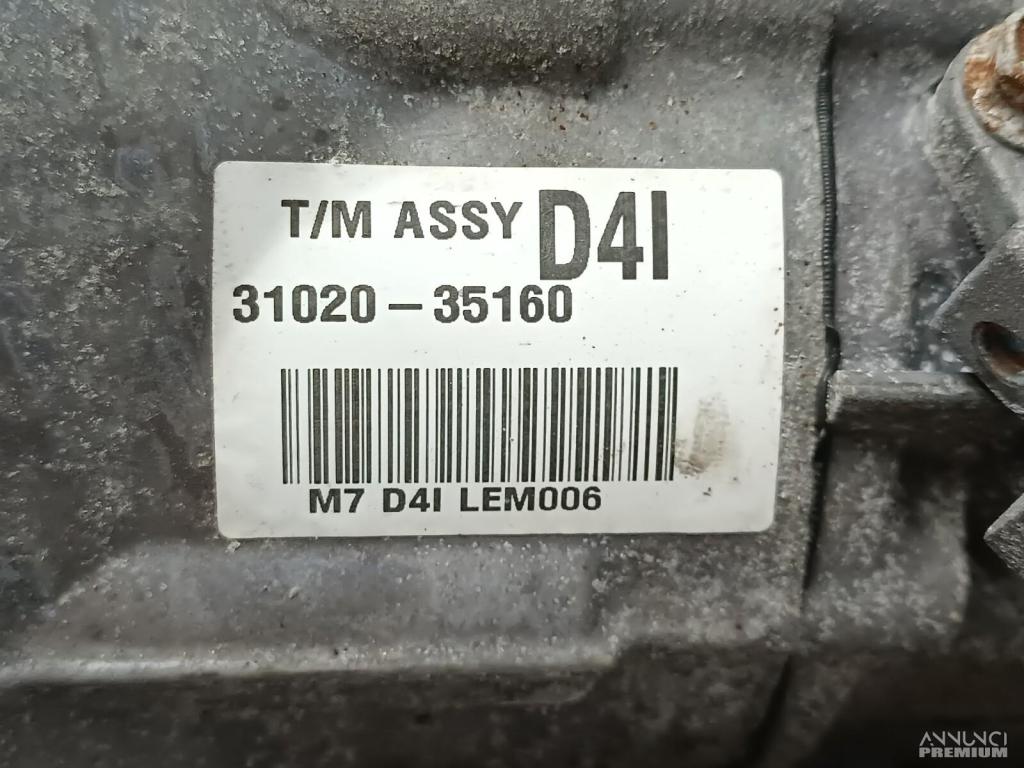 T/M ASSY D4I
31020-35160
M7 D4I LEM006
ANNUNCI
PREMIUM